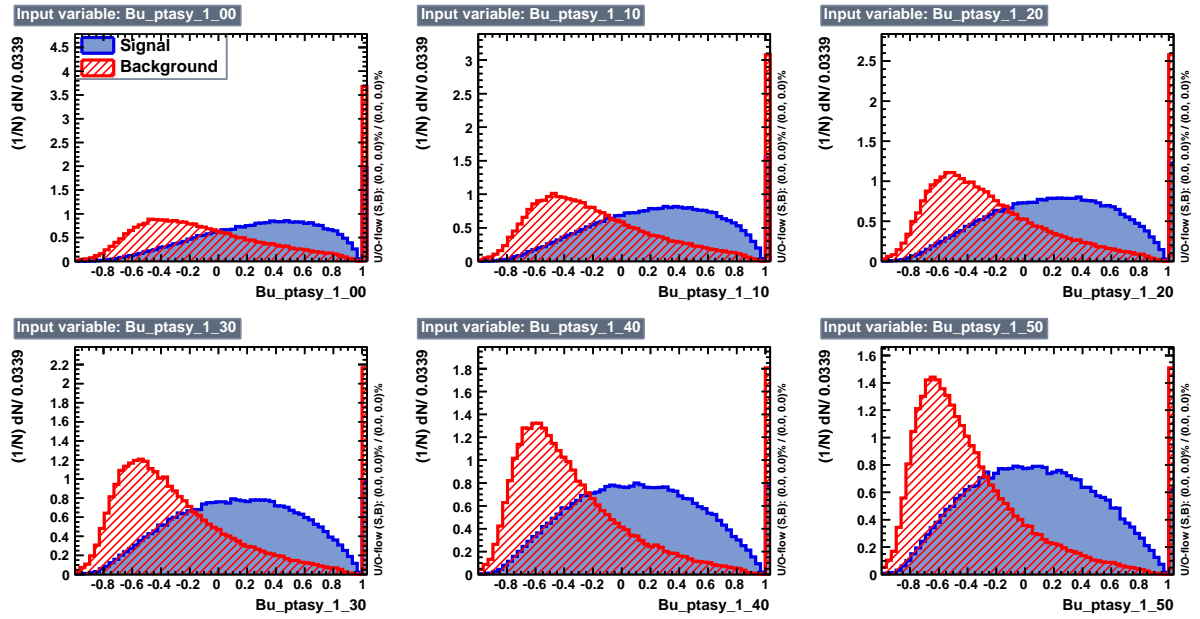 Input variable: Bu_ptasy_1_00
(1/N) dN/ 0.0339
4.5
4
3.5
3
2.5
2
1.5
1
0.5
0
Signal
Background
-0.8 -0.6 -0.4 -0.2 0 0.2 0.4 0.6 0.8 1
Bu_ptasy_1_00
U/O-flow (S,B): (0.0, 0.0)% / (0.0, 0.0)%
Input variable: Bu_ptasy_1_10
(1/N) dN/ 0.0339
3
2.5
2
1.5
1
0.5
0
-0.8 -0.6 -0.4 -0.2 0 0.2 0.4 0.6 0.8 1
Bu_ptasy_1_10
U/O-flow (S,B): (0.0, 0.0)% / (0.0, 0.0)%
Input variable: Bu_ptasy_1_20
(1/N) dN/ 0.0339
2.5
2
1.5
1
0.5
0
-0.8 -0.6 -0.4 -0.2 0 0.2 0.4 0.6 0.8 1
Bu_ptasy_1_20
U/O-flow (S,B): (0.0, 0.0)% / (0.0, 0.0)%
Input variable: Bu_ptasy_1_30
(1/N) dN/ 0.0339
2.2
2
1.8
1.6
1.4
1.2
1
0.8
0.6
0.4
0.2
0
-0.8 -0.6 -0.4 -0.2 0 0.2 0.4 0.6 0.8 1
Bu_ptasy_1_30
U/O-flow (S,B): (0.0, 0.0)% / (0.0, 0.0)%
Input variable: Bu_ptasy_1_40
(1/N) dN/ 0.0339
1.8
1.6
1.4
1.2
1
0.8
0.6
0.4
0.2
0
-0.8 -0.6 -0.4 -0.2 0 0.2 0.4 0.6 0.8 1
Bu_ptasy_1_40
U/O-flow (S,B): (0.0, 0.0)% / (0.0, 0.0)%
Input variable: Bu_ptasy_1_50
(1/N) dN/ 0.0339
1.6
1.4
1.2
1
0.8
0.6
0.4
0.2
0
-0.8 -0.6 -0.4 -0.2 0 0.2 0.4 0.6 0.8 1
Bu_ptasy_1_50
U/O-flow (S,B): (0.0, 0.0)% / (0.0, 0.0)%